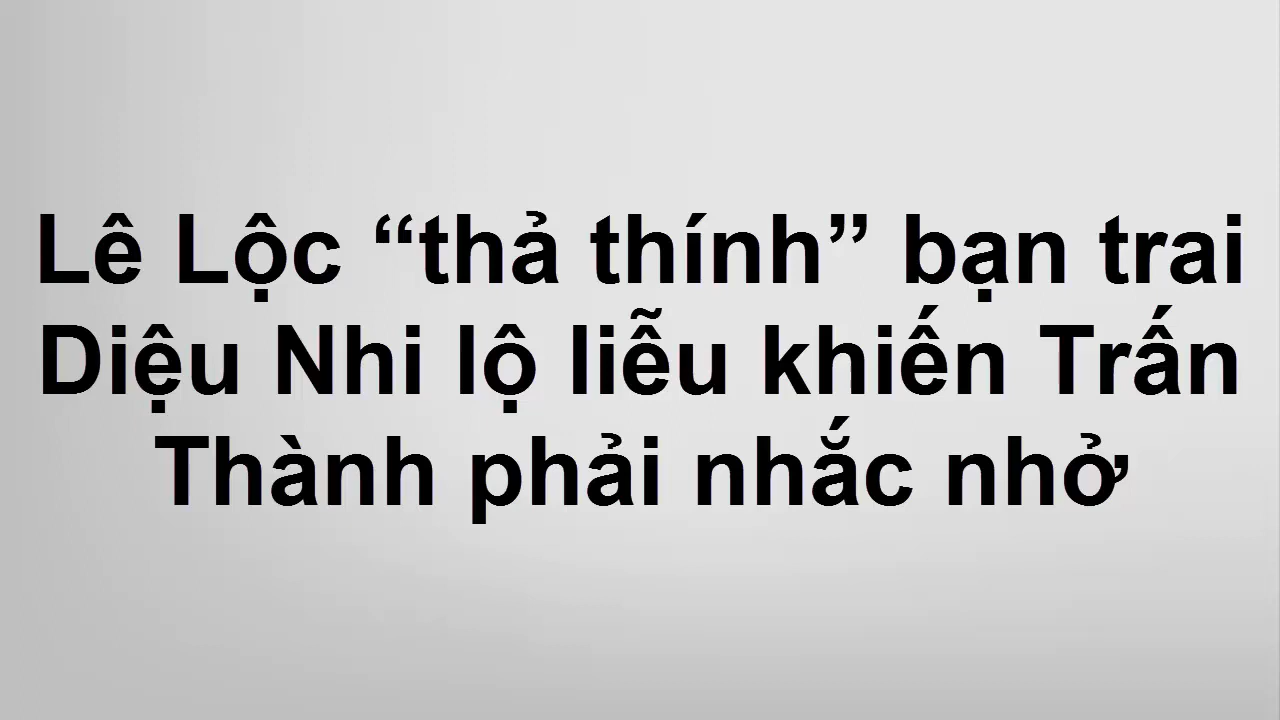 Lê Lộc “thả thính” bạn trai
Diệu Nhi lộ liễu khiến Trấn
Thành phải nhắc nhở